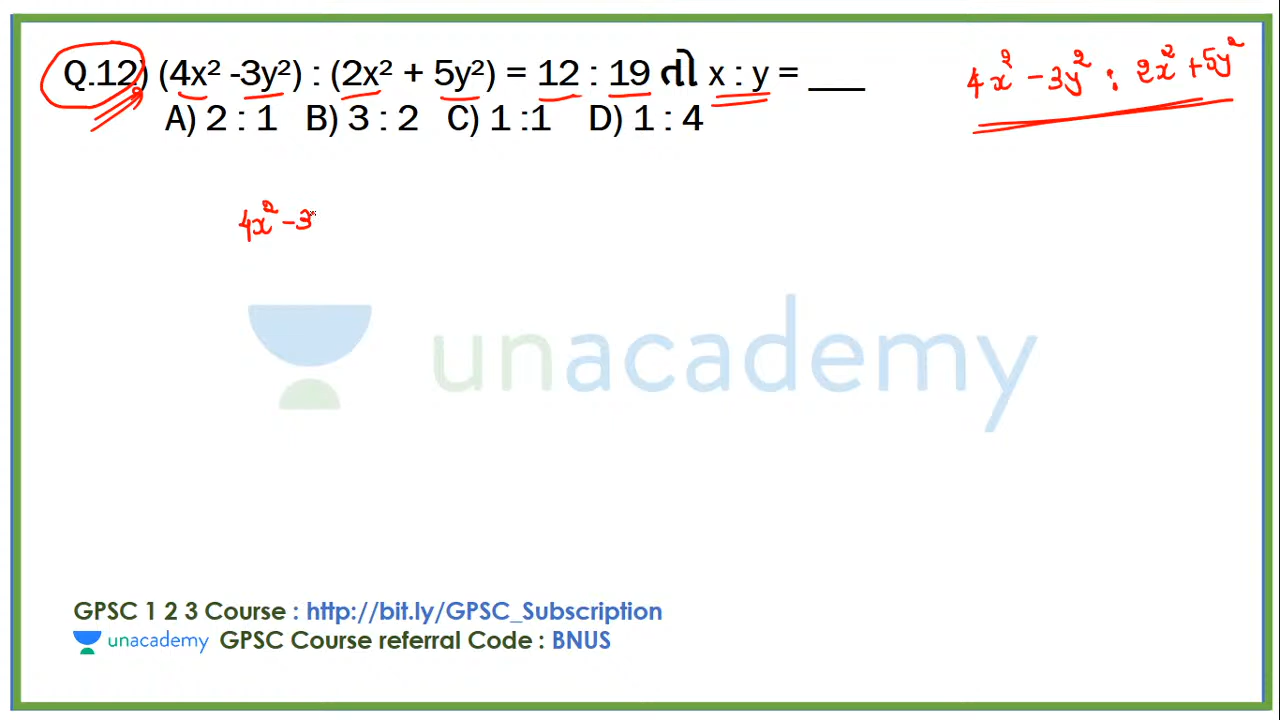 Q.12) (4x² -3y²) : (2x² + 5y²) = 12 : 19 તો x : y = ___
4x² - 3y² : 2x² + 5y²
A) 2 : 1 B) 3 : 2 C) 1 :1 D) 1 : 4
4x² - 3
unacademy
GPSC 1 2 3 Course : http://bit.ly/GPSC_Subscription
unacademy GPSC Course referral Code : BNUS